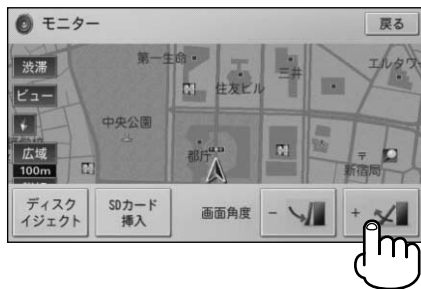 モニター
戻る
渋滞
第一生命
三井
エルタワー
ビュー
住友ビル
中央公園
都庁
広域
100m
新宿局
ディスク
イジェクト
SDカード
挿入
画面角度
-
+